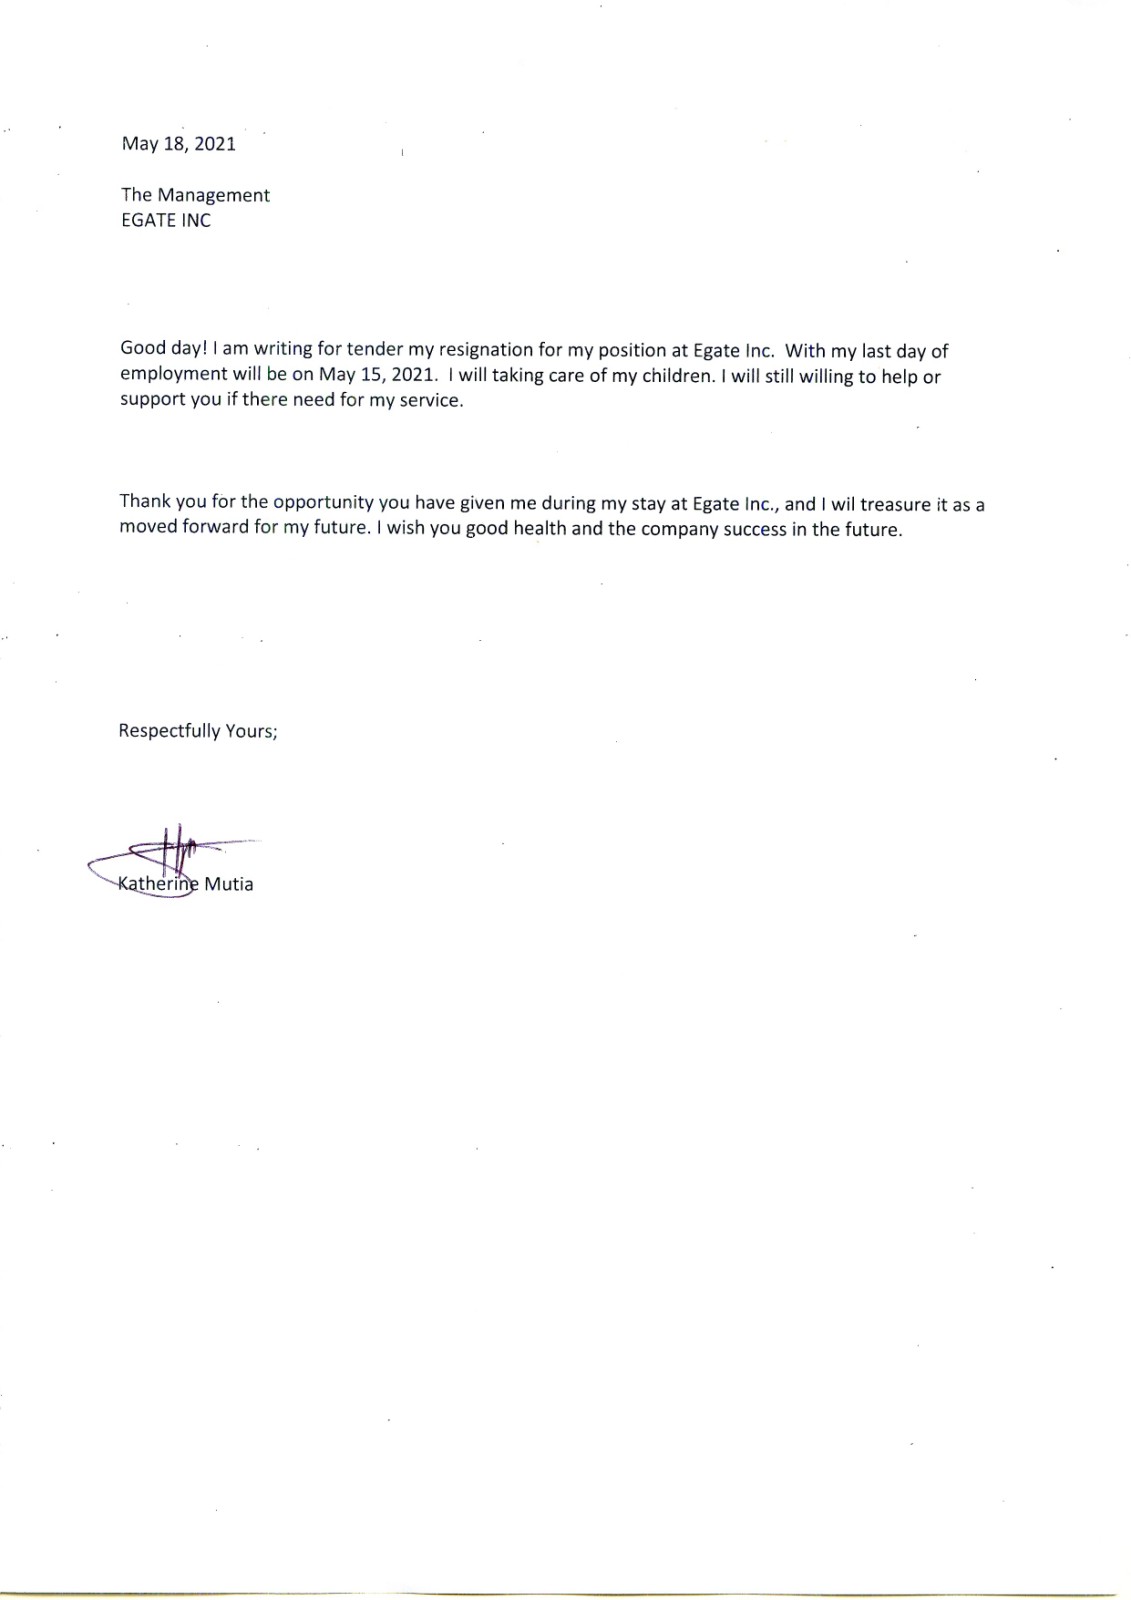 May 18, 2021
The Management
EGATE INC
Good day! I am writing for tender my resignation for my position at Egate Inc.  With my last day of
employment will be on May 15, 2021.  I will taking care of my children. I will still willing to help or
support you if there need for my service.
Thank you for the opportunity you have given me during my stay at Egate Inc., and I wil treasure it as a
moved forward for my future. I wish you good health and the company success in the future.
Respectfully Yours;
Katherine Mutia